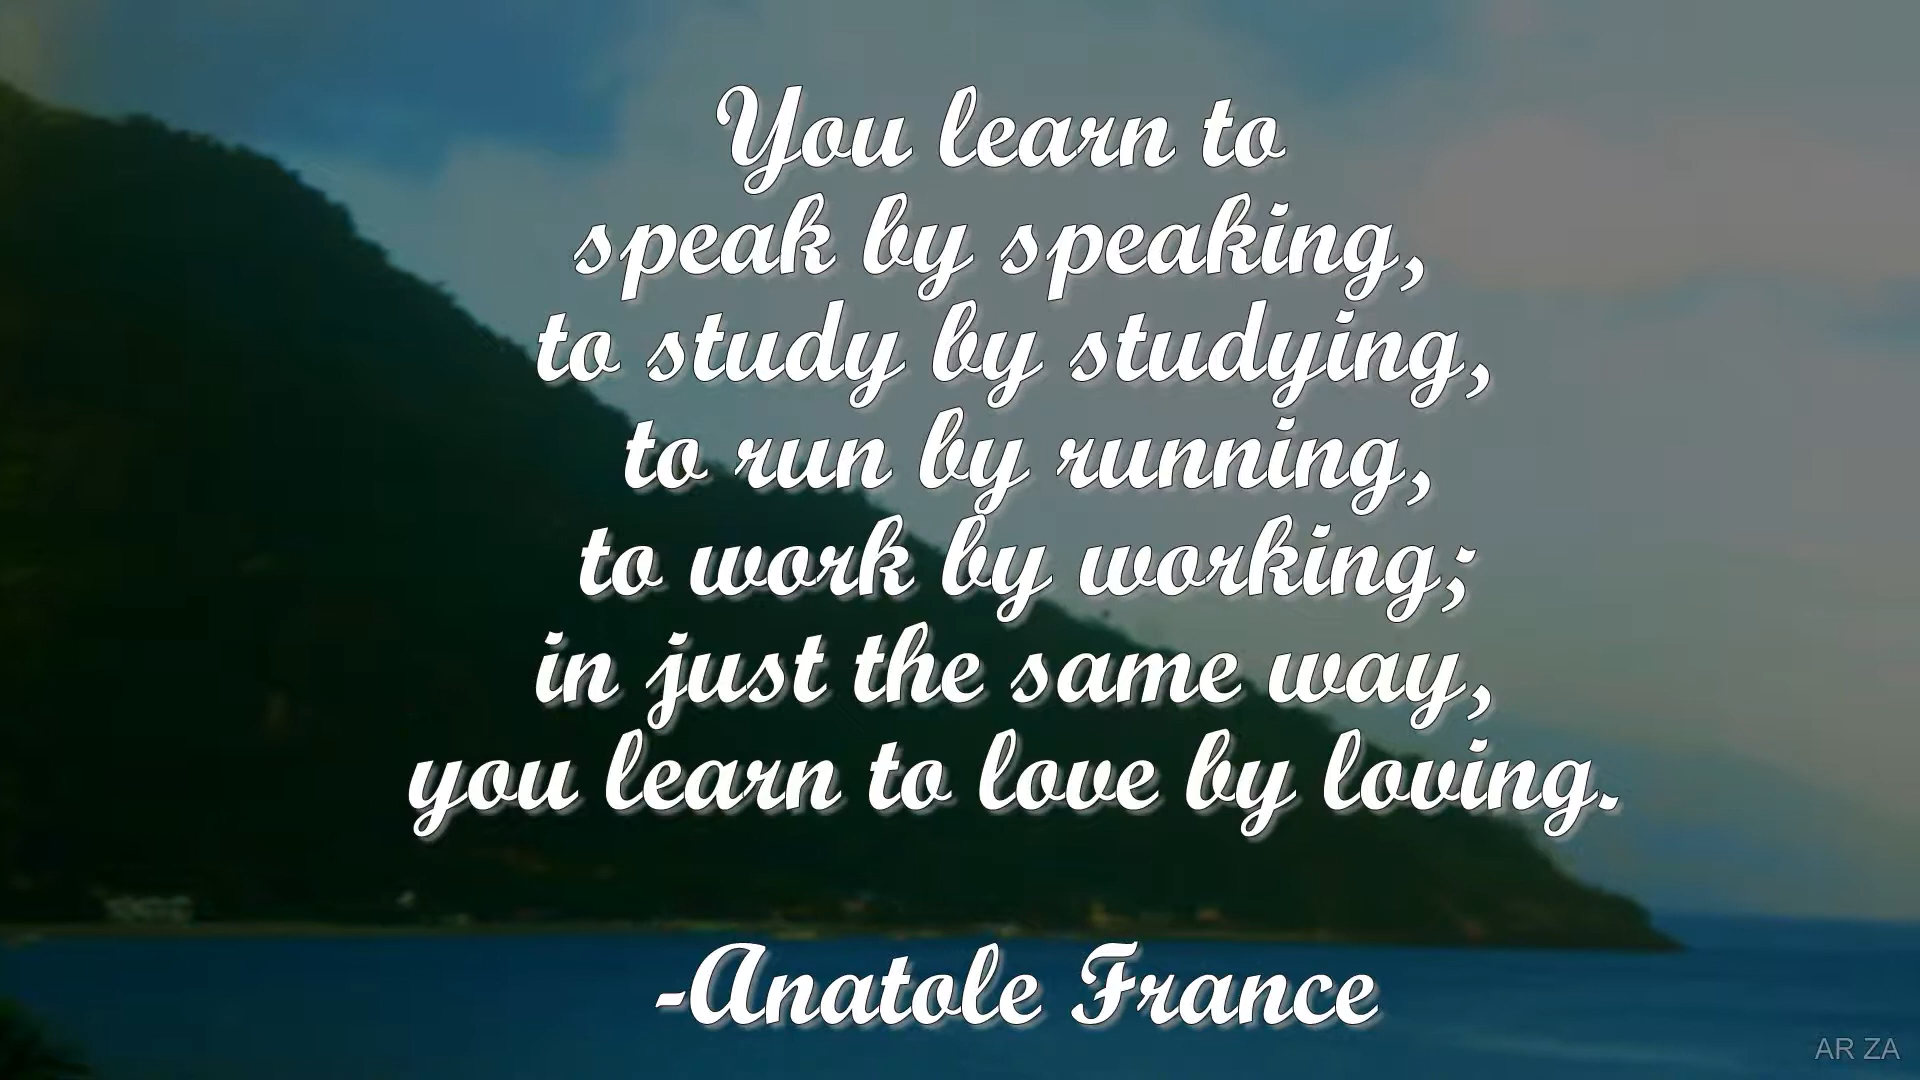 You learn to
speak by speaking,
to study by studying,
to run by running,
to work by working;
in just the same way,
you learn to love by loving.
-Anatole France
AR ZA